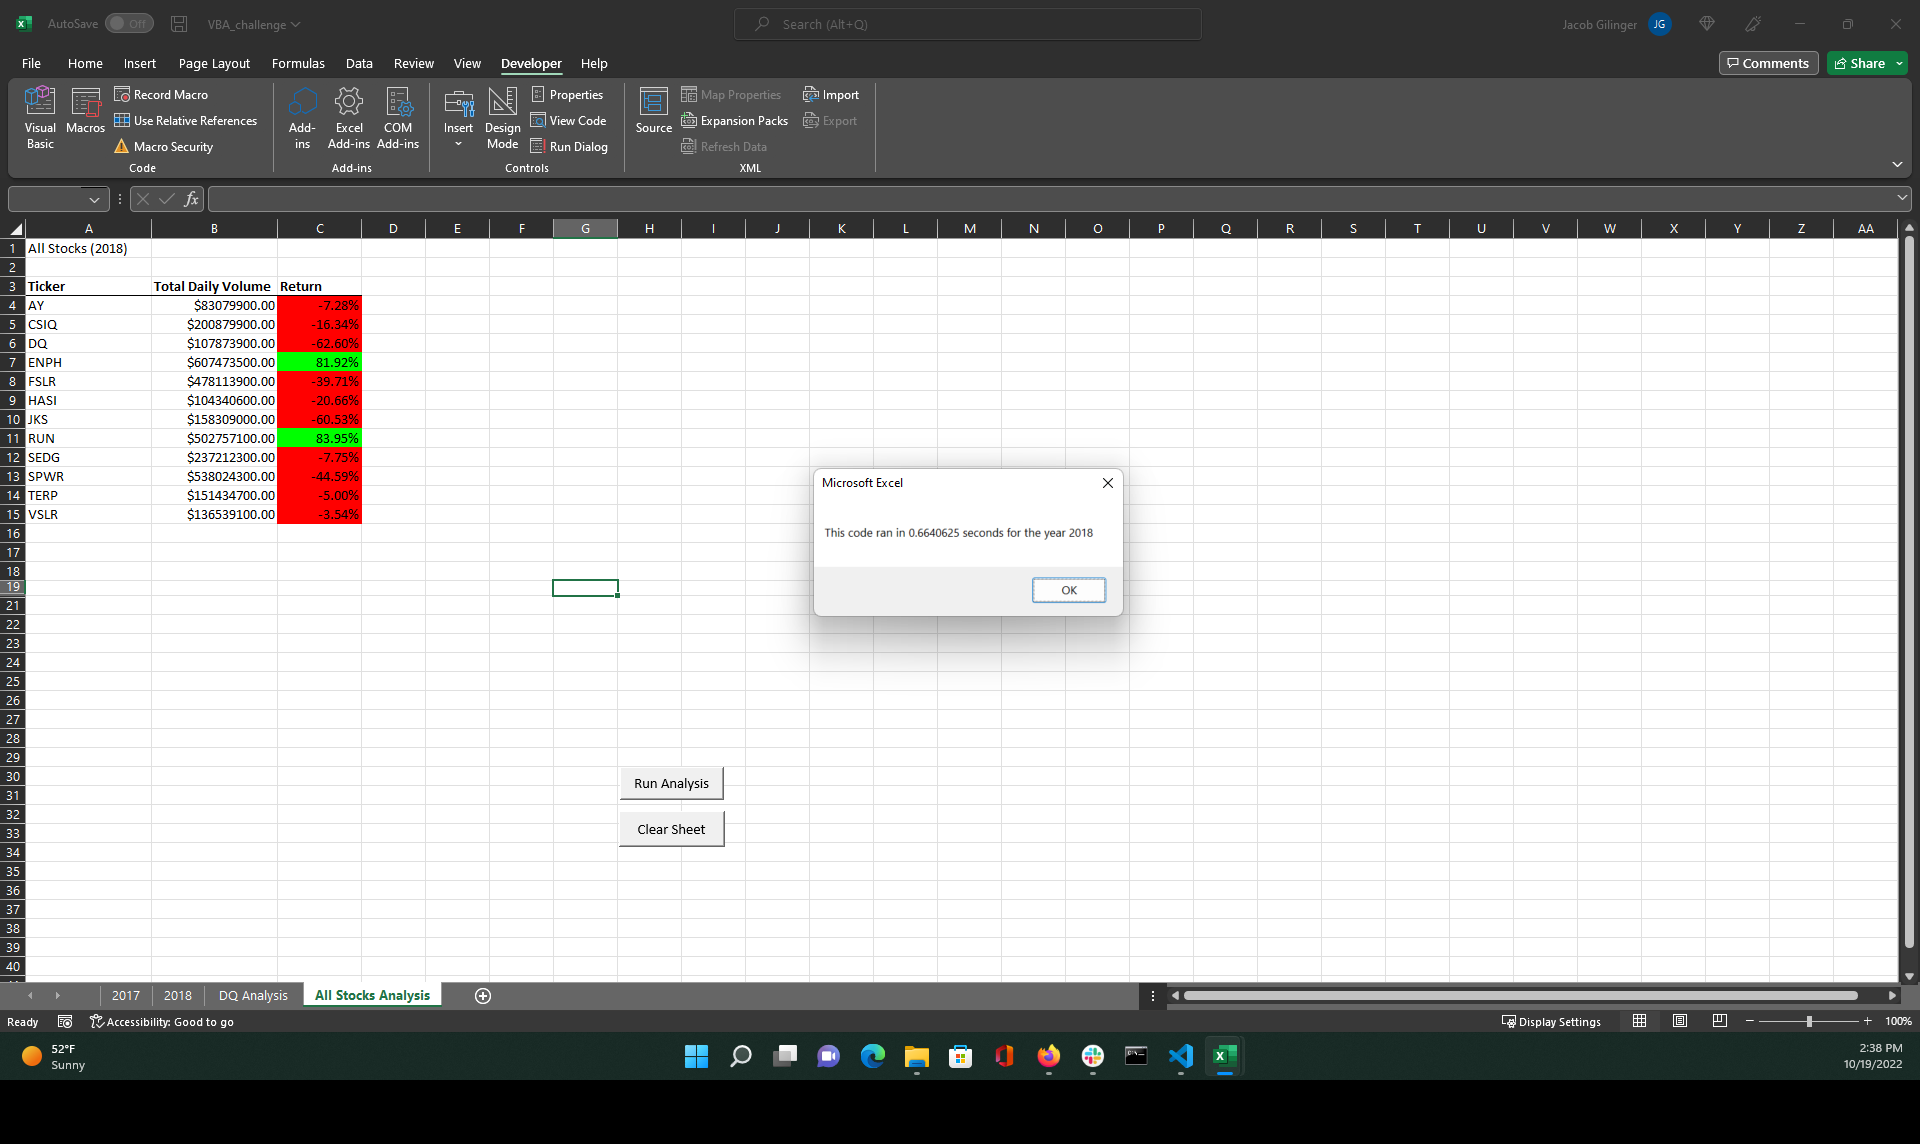 AutoSave Off VBA_challenge Search (Alt+Q) Jacob Gilinger JG
File Home Insert Page Layout Formulas Data Review View Developer Help Comments Share
Visual Basic
Macros
Record Macro
Use Relative References
Macro Security
Code
Add-ins
Excel Add-ins
COM Add-ins
Add-ins
Insert
Design Mode
Properties
View Code
Run Dialog
Controls
Source
Map Properties
Expansion Packs
Refresh Data
Import
Export
XML
fx
A B C D E F G H I J K L M N O P Q R S T U V W X Y Z AA
1 All Stocks (2018)
2
3 Ticker Total Daily Volume Return
4 AY $83079900.00 -7.28%
5 CSIQ $200879900.00 -16.34%
6 DQ $107873900.00 -62.60%
7 ENPH $607473500.00 81.92%
8 FSLR $478113900.00 -39.71%
9 HASI $104340600.00 -20.66%
10 JKS $158309000.00 -60.53%
11 RUN $502757100.00 83.95%
12 SEDG $237212300.00 -7.75%
13 SPWR $538024300.00 -44.59%
14 TERP $151434700.00 -5.00%
15 VSLR $136539100.00 -3.54%
16
17
18
19
21
22
23
24
25
26
27
28
29
30
31
32
33
34
35
36
37
38
39
40
Microsoft Excel
This code ran in 0.6640625 seconds for the year 2018
OK
Run Analysis
Clear Sheet
2017 2018 DQ Analysis All Stocks Analysis
Ready Accessibility: Good to go Display Settings 100%
52°F
Sunny
2:38 PM
10/19/2022